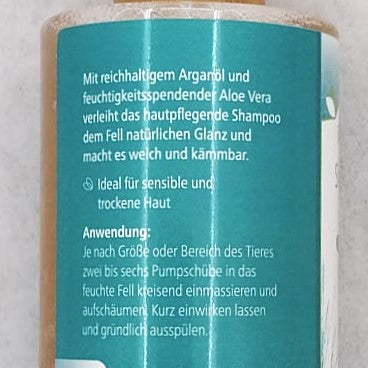 Mit reichhaltigem Arganöl und
feuchtigkeitsspendender Aloe Vera
verleiht das hautpflegende Shampoo
dem Fell natürlichen Glanz und
macht es weich und kämmbar.
Ideal für sensible und
trockene Haut
Anwendung:
Je nach Größe oder Bereich des Tieres
zwei bis sechs Pumpschübe in das
feuchte Fell kreisend einmassieren und
aufschäumen. Kurz einwirken lassen
und gründlich ausspülen.